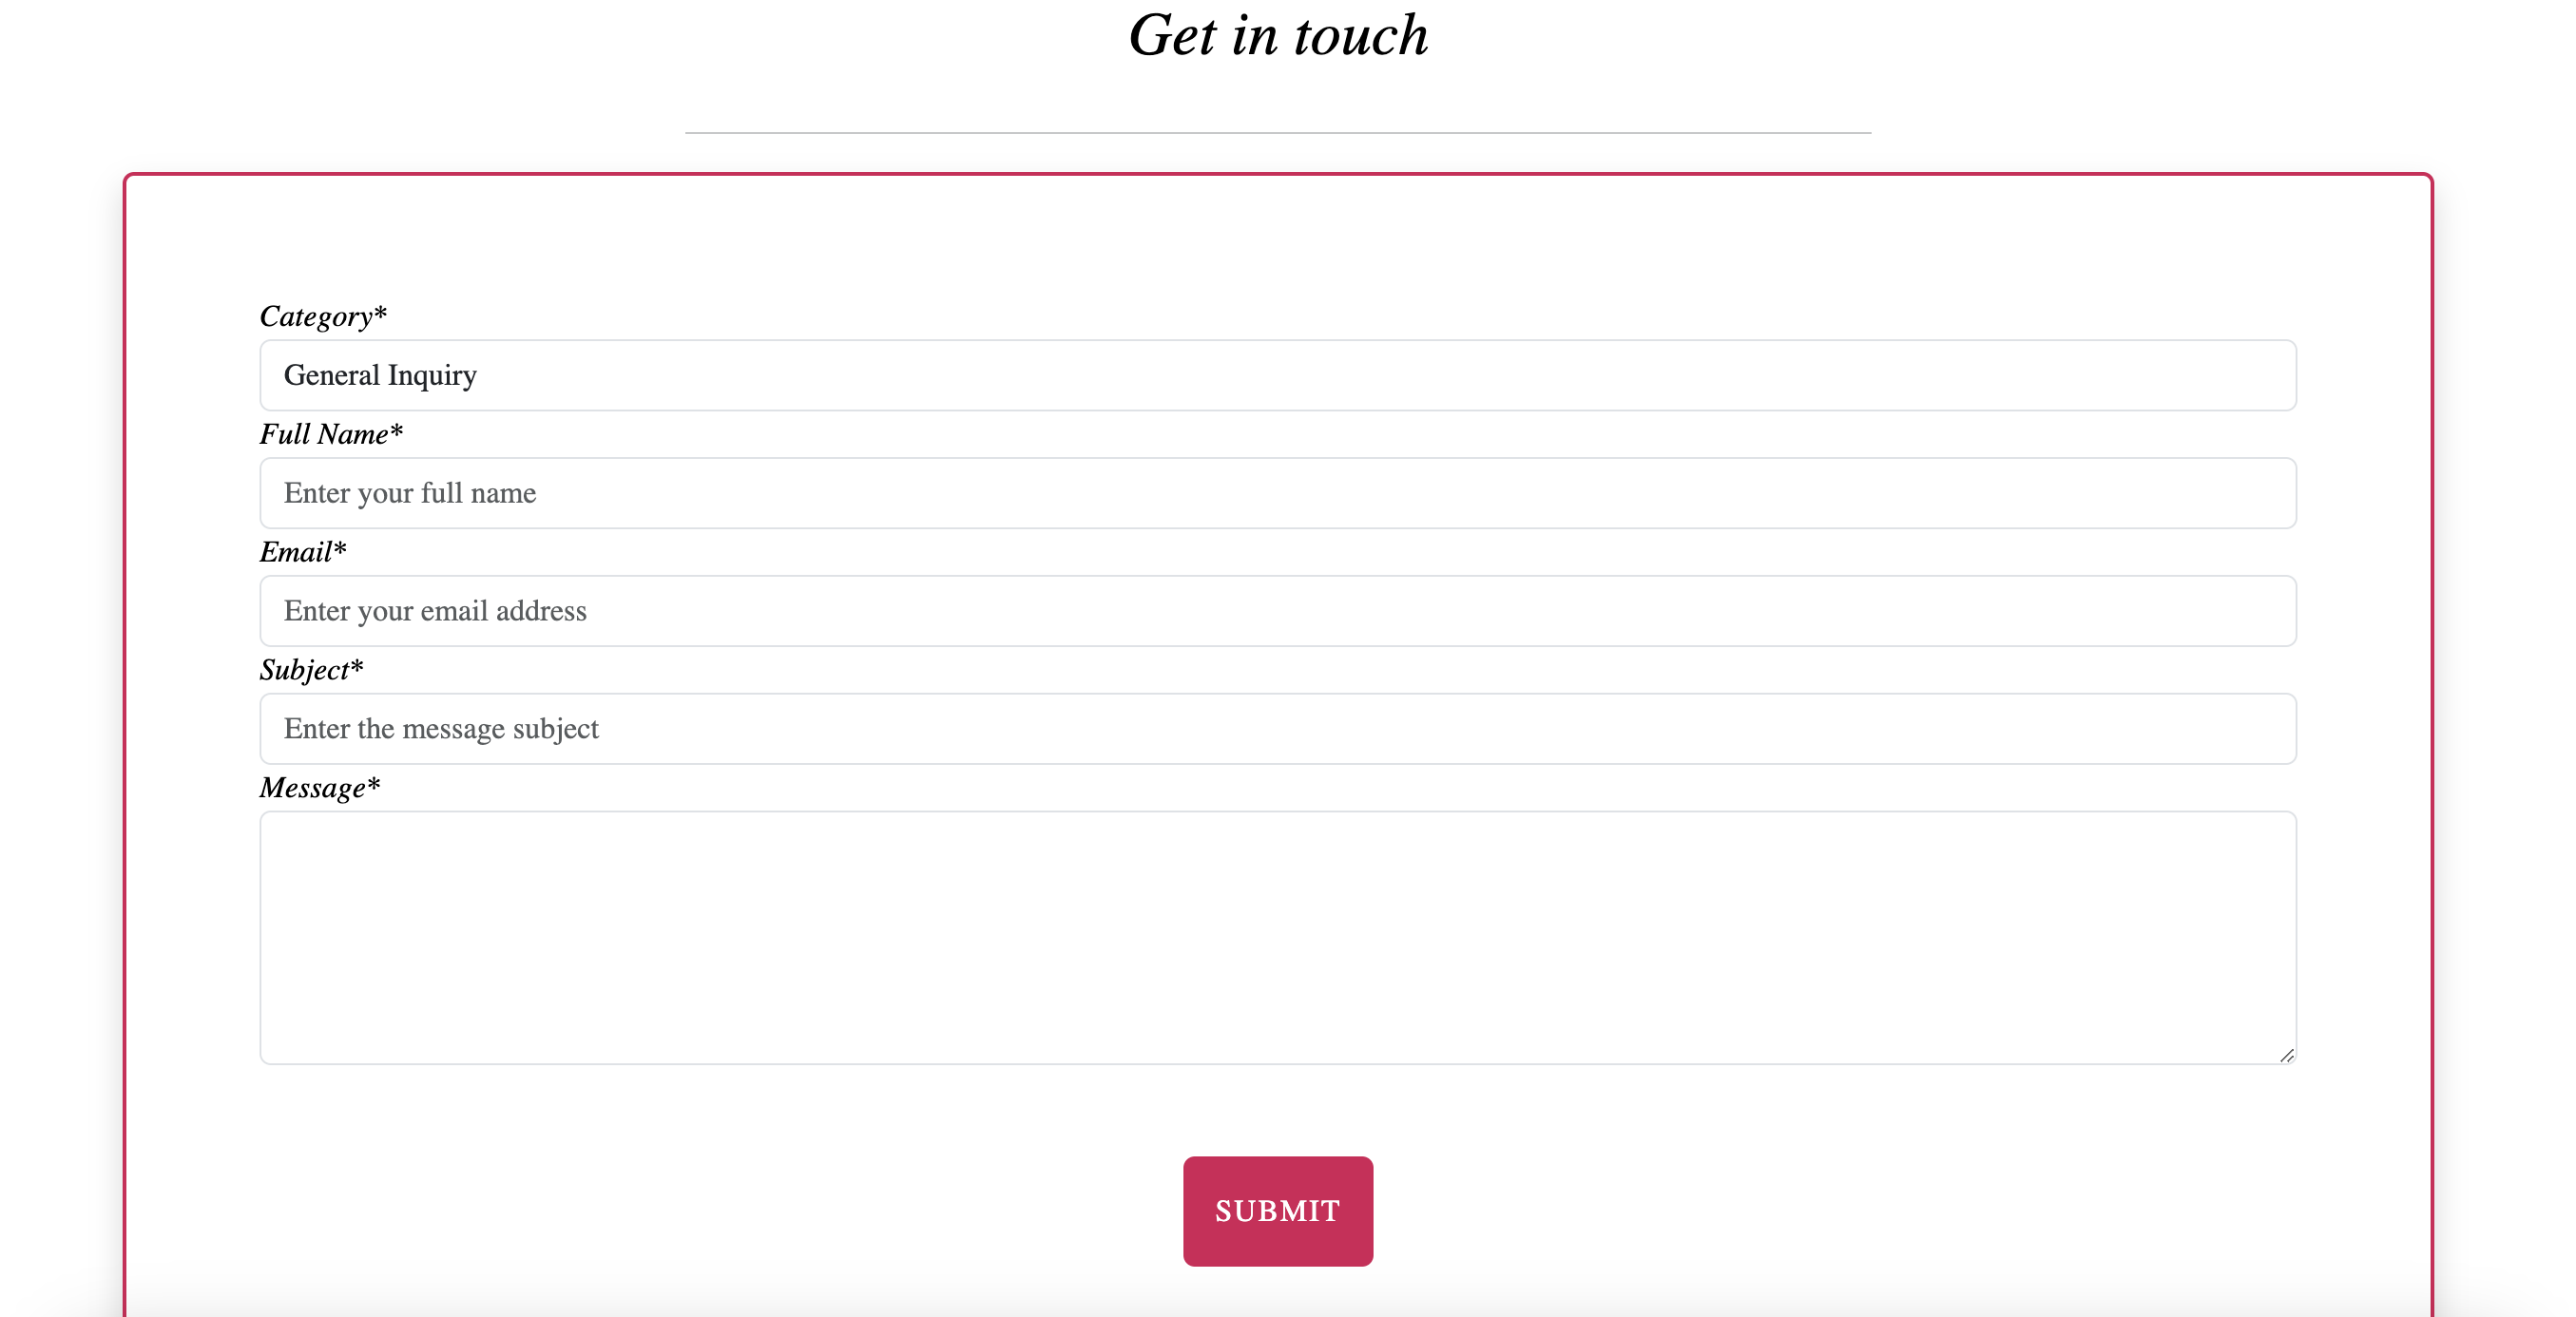 Get in touch
Category*
General Inquiry
Full Name*
Enter your full name
Email*
Enter your email address
Subject*
Enter the message subject
Message*
SUBMIT